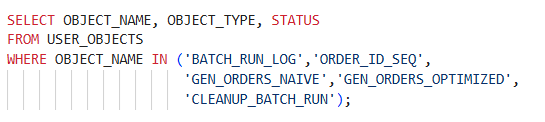 SELECT OBJECT_NAME, OBJECT_TYPE, STATUS
FROM USER_OBJECTS
WHERE OBJECT_NAME IN ('BATCH_RUN_LOG','ORDER_ID_SEQ',
'GEN_ORDERS_NAIVE','GEN_ORDERS_OPTIMIZED',
'CLEANUP_BATCH_RUN');